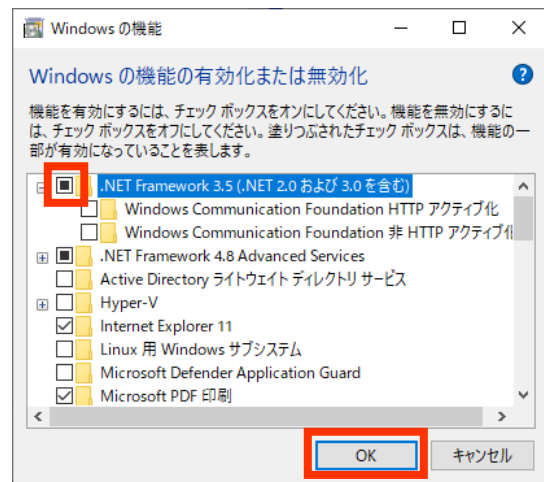 Windows の機能
Windows の機能の有効化または無効化
機能を有効にするには、チェック ボックスをオンにしてください。機能を無効にするに
は、チェック ボックスをオフにしてください。塗りつぶされたチェック ボックスは、機能の一
部が有効になっていることを表します。
.NET Framework 3.5 (.NET 2.0 および 3.0 を含む)
Windows Communication Foundation HTTP アクティブ化
Windows Communication Foundation 非 HTTP アクティブ化
.NET Framework 4.8 Advanced Services
Active Directory ライトウェイト ディレクトリ サービス
Hyper-V
Internet Explorer 11
Linux 用 Windows サブシステム
Microsoft Defender Application Guard
Microsoft PDF 印刷
OK キャンセル